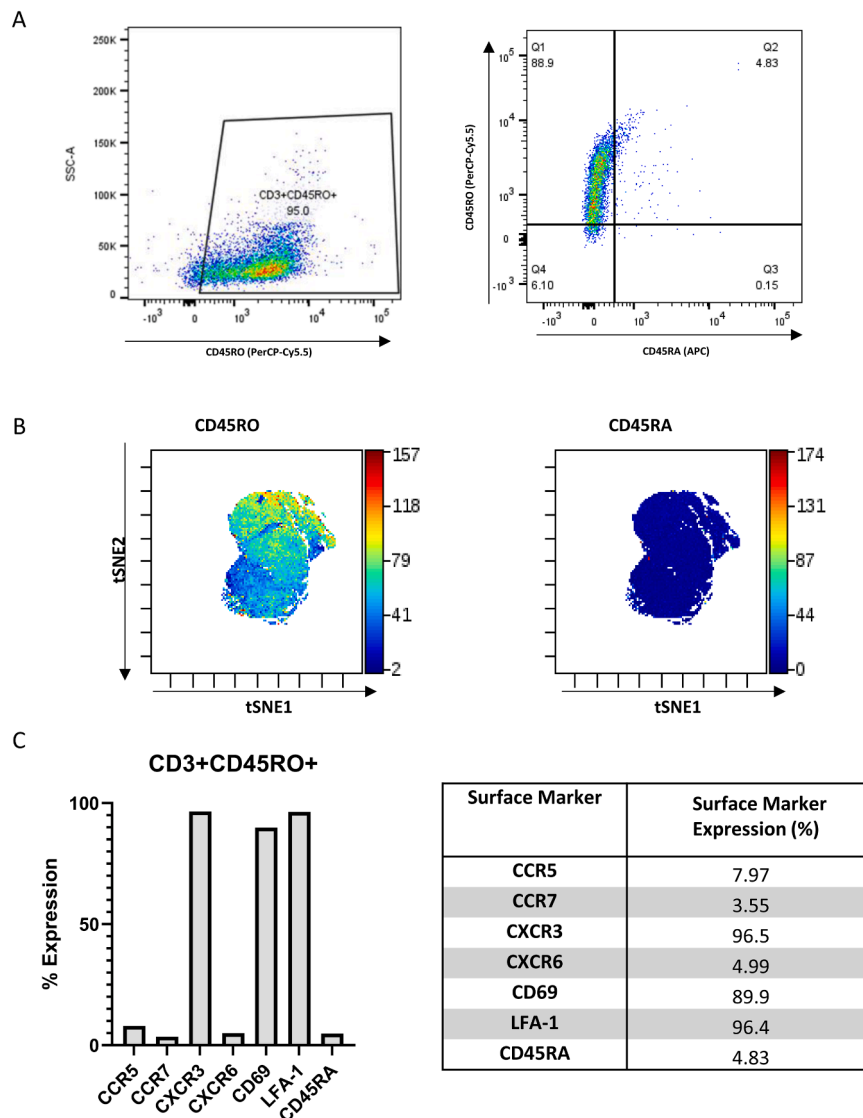 A
250K
200K
150K
100K
50K
0
SSC-A
CD3+CD45RO+
95.0
-10³ 0 10³ 10⁴ 10⁵
CD45RO (PerCP-Cy5.5)
Q1
88.9
Q2
4.83
Q4
6.10
Q3
0.15
10⁵
10⁴
10³
0
-10³
CD45RO (PerCP-Cy5.5)
-10³ 0 10³ 10⁴ 10⁵
CD45RA (APC)
B
CD45RO
157
118
79
41
2
tSNE2
tSNE1
CD45RA
174
131
87
44
0
tSNE1
C
CD3+CD45RO+
100
50
0
% Expression
CCR5
CCR7
CXCR3
CXCR6
CD69
LFA-1
CD45RA
Surface Marker
Surface Marker
Expression (%)
CCR5 7.97
CCR7 3.55
CXCR3 96.5
CXCR6 4.99
CD69 89.9
LFA-1 96.4
CD45RA 4.83